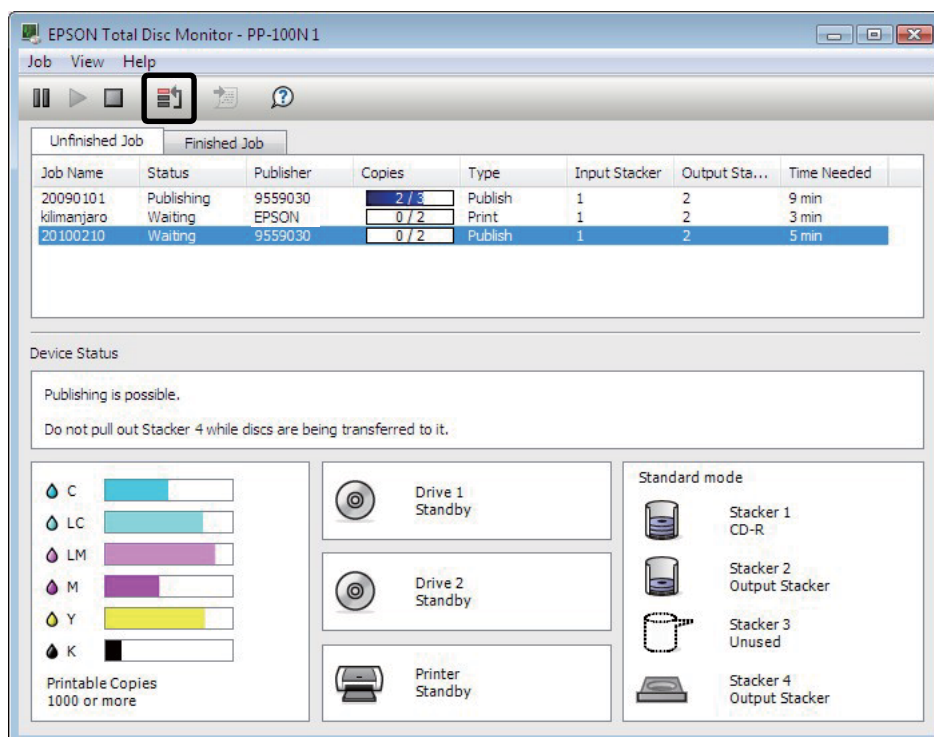 EPSON Total Disc Monitor - PP-100N 1
Job View Help
Unfinished Job Finished Job
Job Name Status Publisher Copies Type Input Stacker Output Sta... Time Needed
20090101 Publishing 9559030 2 / 3 Publish 1 2 9 min
kilimanjaro Waiting EPSON 0 / 2 Print 1 2 3 min
20100210 Waiting 9559030 0 / 2 Publish 1 2 5 min
Device Status
Publishing is possible.
Do not pull out Stacker 4 while discs are being transferred to it.
C
LC
LM
M
Y
K
Printable Copies
1000 or more
Drive 1
Standby
Drive 2
Standby
Printer
Standby
Standard mode
Stacker 1
CD-R
Stacker 2
Output Stacker
Stacker 3
Unused
Stacker 4
Output Stacker